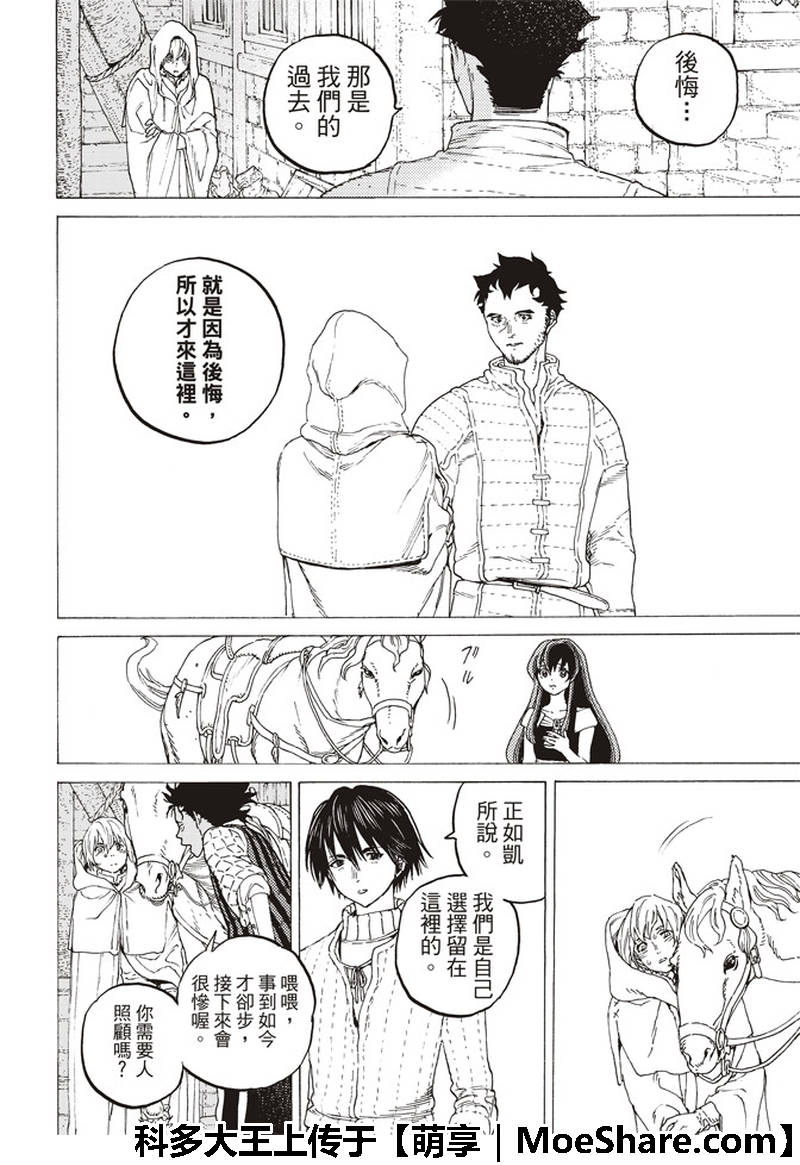 後悔…
那是
我們的
過去。
就是因為後悔，
所以才來這裡。
ブル
正如凱
所說。
我們是自己
選擇留在
這裡的。
喂喂，
事到如今
才卻步，
接下來會
很慘喔。
你需要人
照顧嗎？
科多大王上传于【萌享 | MoeShare.com】